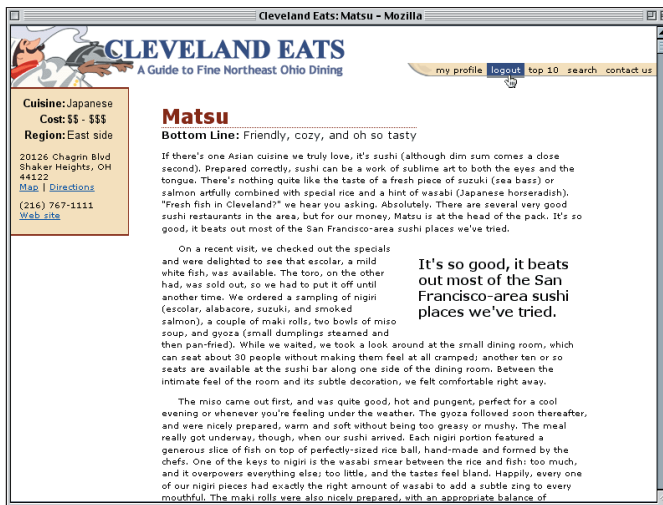 Cleveland Eats: Matsu - Mozilla
CLEVELAND EATS
A Guide to Fine Northeast Ohio Dining
my profile logout top 10 search contact us
Cuisine: Japanese
Cost: $$ - $$$
Region: East side
20126 Chagrin Blvd
Shaker Heights, OH
44122
Map | Directions
(216) 767-1111
Web site
Matsu
Bottom Line: Friendly, cozy, and oh so tasty
If there's one Asian cuisine we truly love, it's sushi (although dim sum comes a close
second). Prepared correctly, sushi can be a work of sublime art to both the eyes and the
tongue. There's nothing quite like the taste of a fresh piece of suzuki (sea bass) or
salmon artfully combined with special rice and a hint of wasabi (Japanese horseradish).
"Fresh fish in Cleveland?" we hear you asking. Absolutely. There are several very good
sushi restaurants in the area, but for our money, Matsu is at the head of the pack. It's so
good, it beats out most of the San Francisco-area sushi places we've tried.
On a recent visit, we checked out the specials
and were delighted to see that escolar, a mild
white fish, was available. The toro, on the other
had, was sold out, so we had to put it off until
another time. We ordered a sampling of nigiri
(escolar, alabacore, suzuki, and smoked
salmon), a couple of maki rolls, two bowls of miso
soup, and gyoza (small dumplings steamed and
then pan-fried). While we waited, we took a look around at the small dining room, which
can seat about 30 people without making them feel at all cramped; another ten or so
seats are available at the sushi bar along one side of the dining room. Between the
intimate feel of the room and its subtle decoration, we felt comfortable right away.
It's so good, it beats
out most of the San
Francisco-area sushi
places we've tried.
The miso came out first, and was quite good, hot and pungent, perfect for a cool
evening or whenever you're feeling under the weather. The gyoza followed soon thereafter,
and were nicely prepared, warm and soft without being too greasy or mushy. The meal
really got underway, though, when our sushi arrived. Each nigiri portion featured a
generous slice of fish on top of perfectly-sized rice ball, hand-made and formed by the
chefs. One of the keys to nigiri is the wasabi smear between the rice and fish: too much,
and it overpowers everything else; too little, and the tastes feel bland. Happily, every one
of our nigiri pieces had exactly the right amount of wasabi to add a subtle zing to every
mouthful. The maki rolls were also nicely prepared, with an appropriate balance of